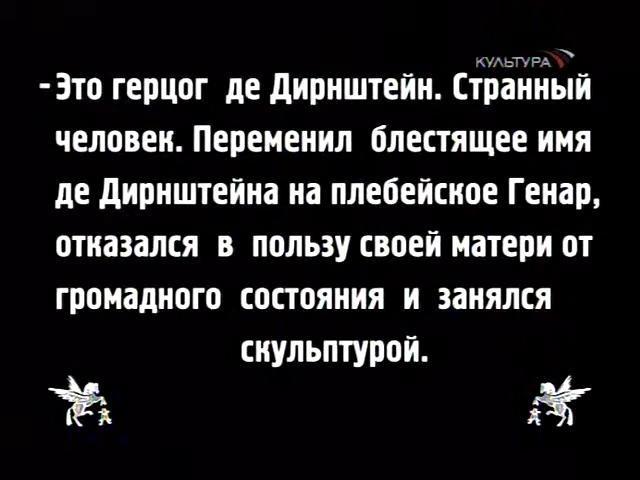 КУЛЬТУРА
- Это герцог де Дирнштейн. Странный
человек. Переменил блестящее имя
де Дирнштейна на плебейское Генар,
отказался в пользу своей матери от
громадного состояния и занялся
скульптурой.